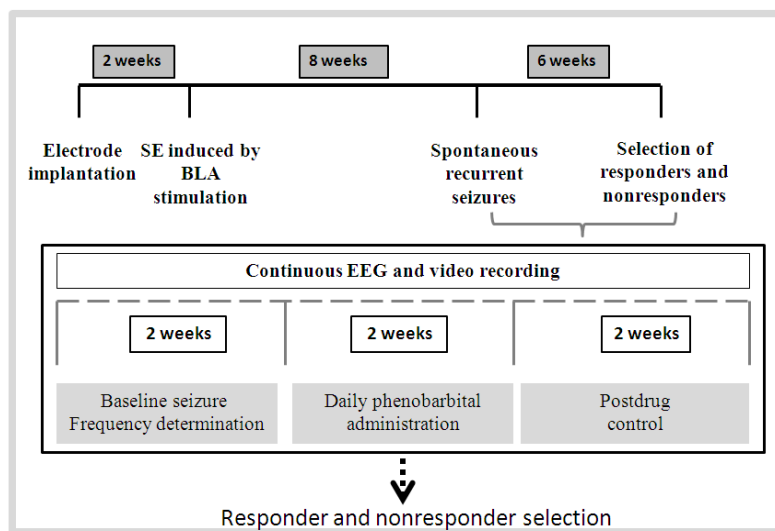 2 weeks
8 weeks
6 weeks
Electrode
implantation
SE induced by
BLA
stimulation
Spontaneous
recurrent
seizures
Selection of
responders and
nonresponders
Continuous EEG and video recording
2 weeks
2 weeks
2 weeks
Baseline seizure
Frequency determination
Daily phenobarbital
administration
Postdrug
control
Responder and nonresponder selection